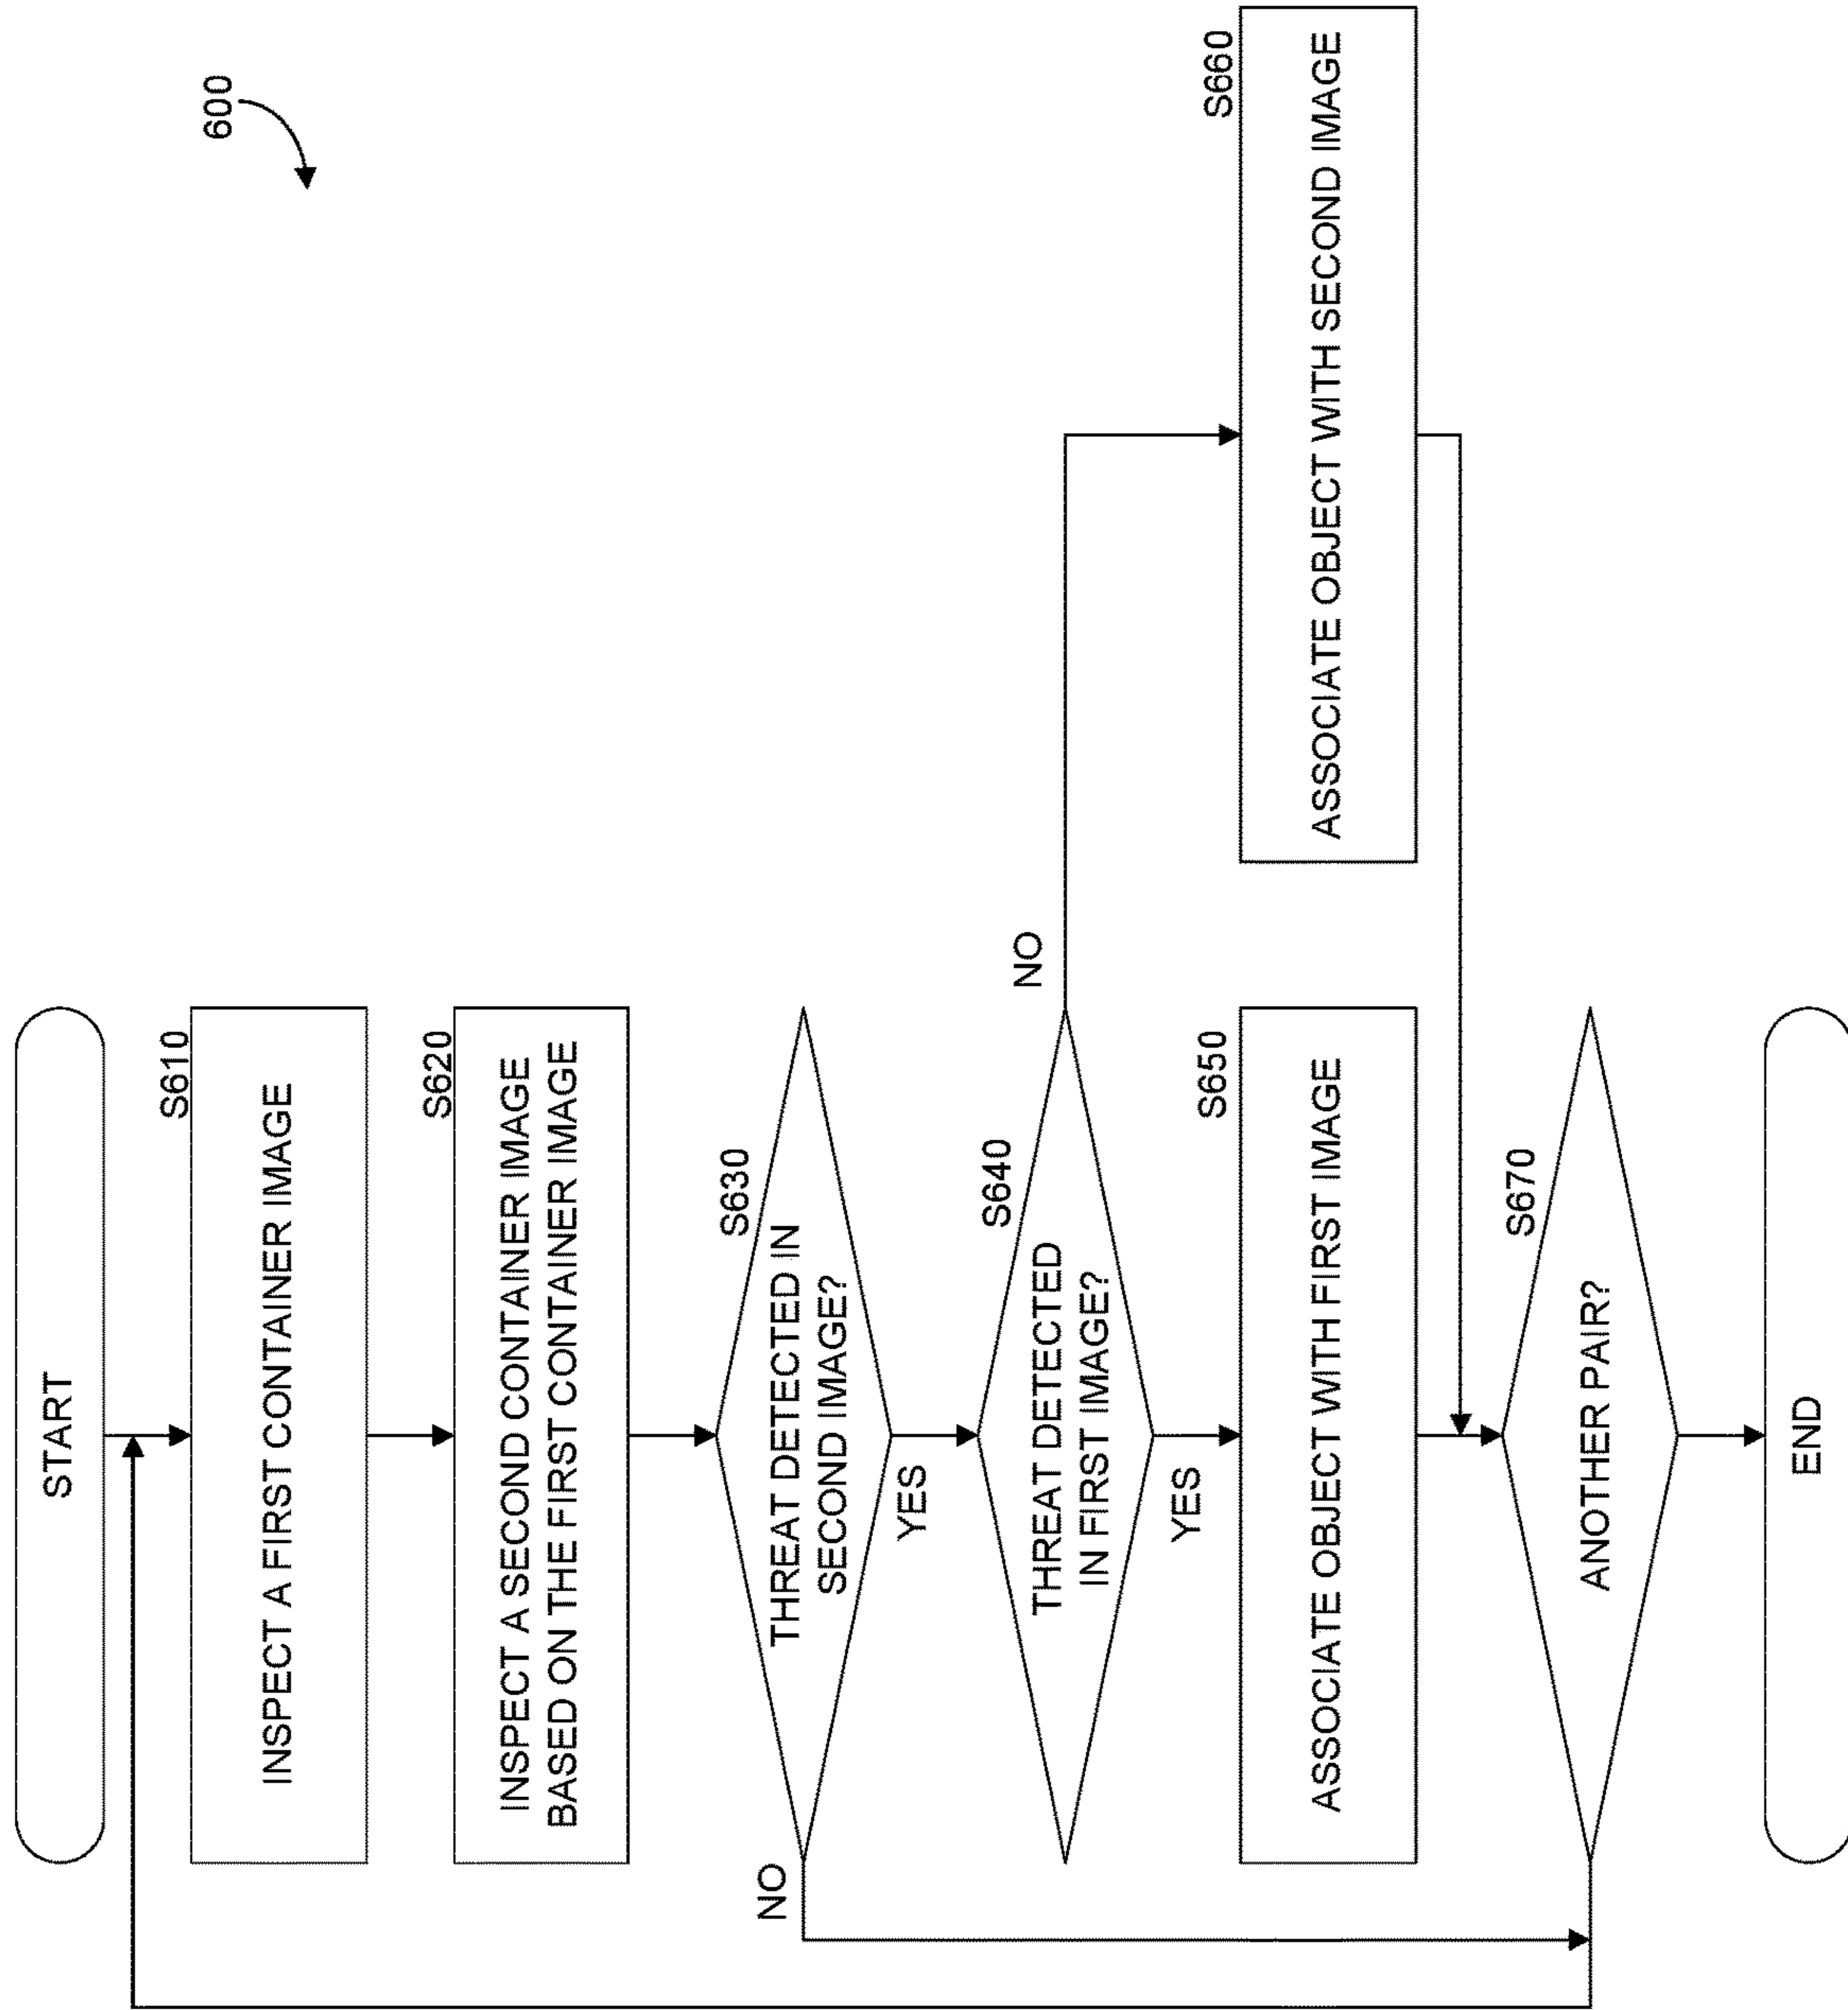 600
START
S610
INSPECT A FIRST CONTAINER IMAGE
S620
INSPECT A SECOND CONTAINER IMAGE
BASED ON THE FIRST CONTAINER IMAGE
S630
THREAT DETECTED IN
SECOND IMAGE?
NO
YES
S640
THREAT DETECTED
IN FIRST IMAGE?
NO
YES
S650
ASSOCIATE OBJECT WITH FIRST IMAGE
S660
ASSOCIATE OBJECT WITH SECOND IMAGE
S670
ANOTHER PAIR?
END